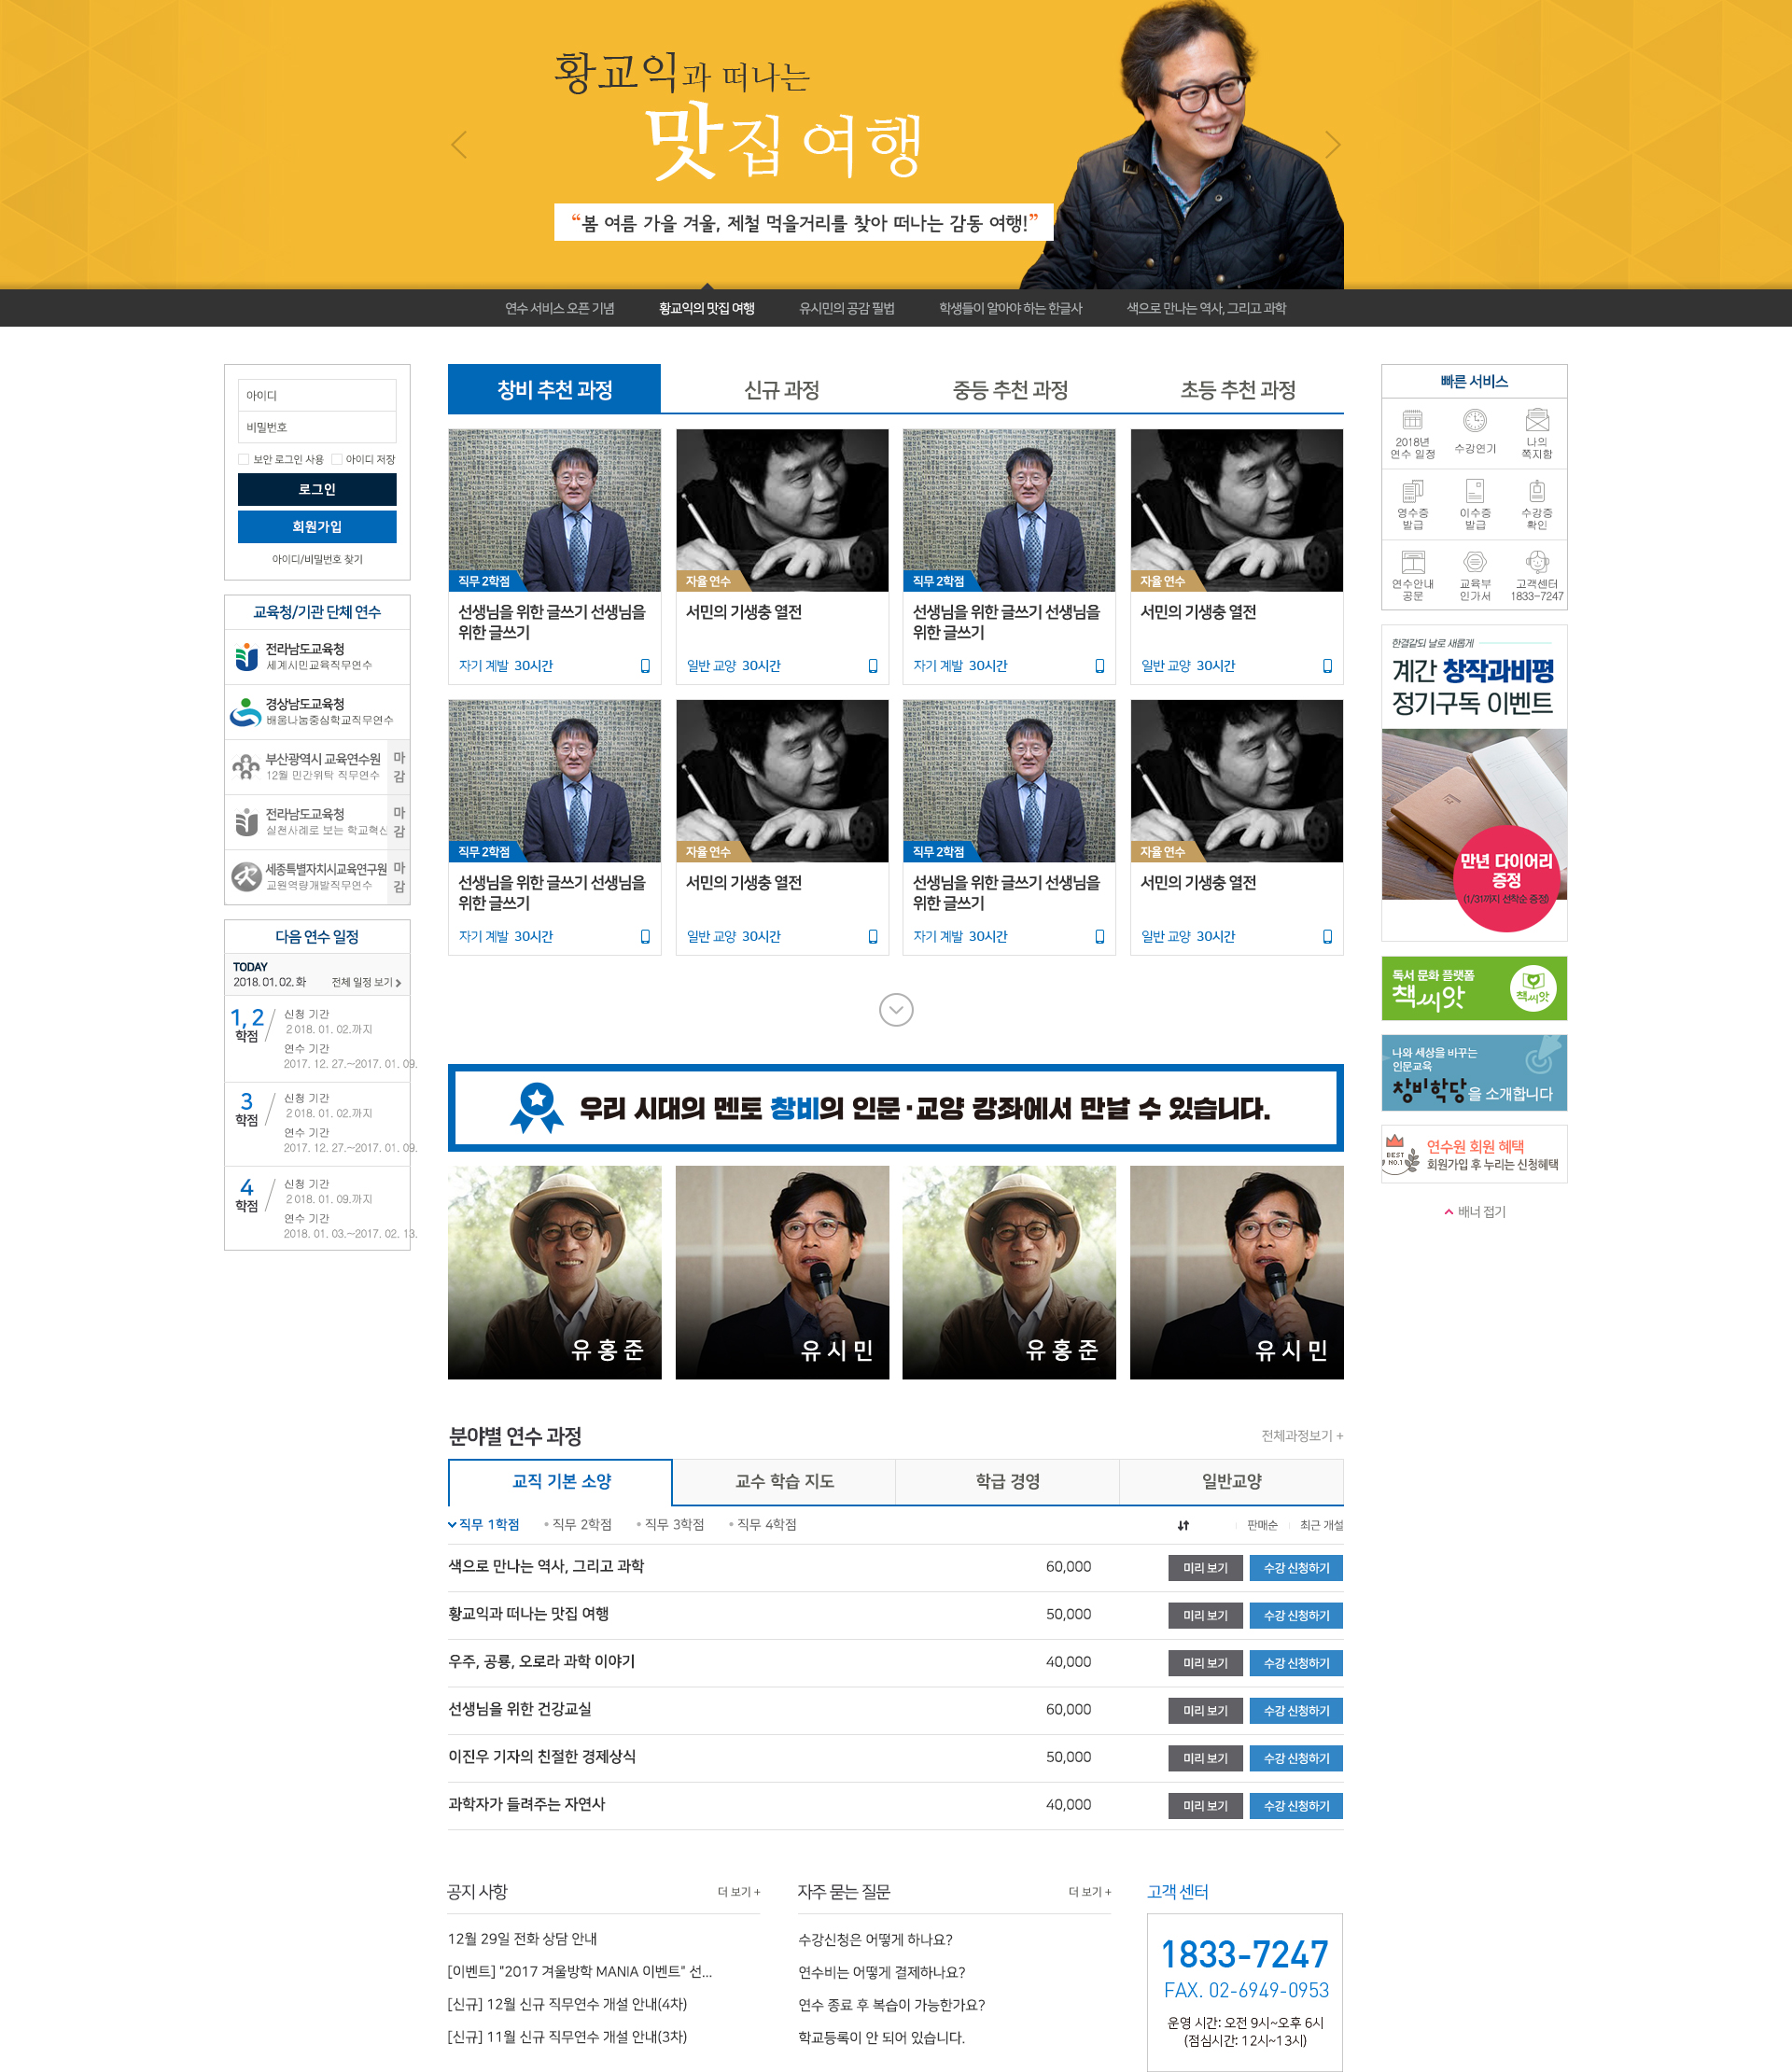 황교익과 떠나는
맛집 여행
“봄 여름 가을 겨울, 제철 먹을거리를 찾아 떠나는 감동 여행!”
연수 서비스 오픈 기념
황교익의 맛집 여행
유시민의 공감 필법
학생들이 알아야 하는 한글사
색으로 만나는 역사, 그리고 과학
아이디
비밀번호
보안 로그인 사용
아이디 저장
로그인
회원가입
아이디/비밀번호 찾기
교육청/기관 단체 연수
전라남도교육청
세계시민교육직무연수
경상남도교육청
배움나눔중심학교직무연수
부산광역시 교육연수원
12월 민간위탁 직무연수
마감
전라남도교육청
실천사례로 보는 학교혁신
마감
세종특별자치시교육연구원
교원역량개발직무연수
마감
다음 연수 일정
TODAY
2018. 01. 02. 화
전체 일정 보기
1, 2
학점
신청 기간
2018. 01. 02.까지
연수 기간
2017. 12. 27.~2017. 01. 09.
3
학점
신청 기간
2018. 01. 02.까지
연수 기간
2017. 12. 27.~2017. 01. 09.
4
학점
신청 기간
2018. 01. 09.까지
연수 기간
2018. 01. 03.~2017. 02. 13.
창비 추천 과정
신규 과정
중등 추천 과정
초등 추천 과정
직무 2학점
선생님을 위한 글쓰기 선생님을
위한 글쓰기
자기 계발 30시간
자율 연수
서민의 기생충 열전
일반 교양 30시간
직무 2학점
선생님을 위한 글쓰기 선생님을
위한 글쓰기
자기 계발 30시간
자율 연수
서민의 기생충 열전
일반 교양 30시간
직무 2학점
선생님을 위한 글쓰기 선생님을
위한 글쓰기
자기 계발 30시간
자율 연수
서민의 기생충 열전
일반 교양 30시간
직무 2학점
선생님을 위한 글쓰기 선생님을
위한 글쓰기
자기 계발 30시간
자율 연수
서민의 기생충 열전
일반 교양 30시간
우리 시대의 멘토 창비의 인문·교양 강좌에서 만날 수 있습니다.
유홍준
유시민
유홍준
유시민
분야별 연수 과정
전체과정보기 +
교직 기본 소양
교수 학습 지도
학급 경영
일반교양
직무 1학점
직무 2학점
직무 3학점
직무 4학점
판매순
최근 개설
색으로 만나는 역사, 그리고 과학 60,000 미리 보기 수강 신청하기
황교익과 떠나는 맛집 여행 50,000 미리 보기 수강 신청하기
우주, 공룡, 오로라 과학 이야기 40,000 미리 보기 수강 신청하기
선생님을 위한 건강교실 60,000 미리 보기 수강 신청하기
이진우 기자의 친절한 경제상식 50,000 미리 보기 수강 신청하기
과학자가 들려주는 자연사 40,000 미리 보기 수강 신청하기
공지 사항
더 보기 +
12월 29일 전화 상담 안내
[이벤트] "2017 겨울방학 MANIA 이벤트" 선...
[신규] 12월 신규 직무연수 개설 안내(4차)
[신규] 11월 신규 직무연수 개설 안내(3차)
자주 묻는 질문
더 보기 +
수강신청은 어떻게 하나요?
연수비는 어떻게 결제하나요?
연수 종료 후 복습이 가능한가요?
학교등록이 안 되어 있습니다.
고객 센터
1833-7247
FAX. 02-6949-0953
운영 시간: 오전 9시~오후 6시
(점심시간: 12시~13시)
빠른 서비스
2018년
연수 일정
수강연기
나의
쪽지함
영수증
발급
이수증
발급
수강증
확인
연수안내
공문
교육부
인가서
고객센터
1833-7247
한결같되 날로 새롭게
계간 창작과비평
정기구독 이벤트
만년 다이어리
증정
(1/31까지 선착순 증정)
독서 문화 플랫폼
책씨앗
책씨앗
나와 세상을 바꾸는
인문교육
창비학당을 소개합니다
BEST
NO.1
연수원 회원 혜택
회원가입 후 누리는 신청혜택
배너 접기